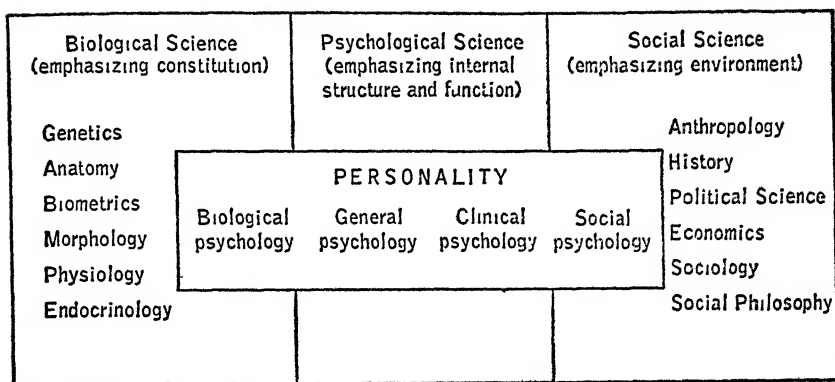 Biological Science
(emphasizing constitution)
Psychological Science
(emphasizing internal
structure and function)
Social Science
(emphasizing environment)
Genetics
Anatomy
Biometrics
Morphology
Physiology
Endocrinology
PERSONALITY
Biological
psychology
General
psychology
Clinical
psychology
Social
psychology
Anthropology
History
Political Science
Economics
Sociology
Social Philosophy